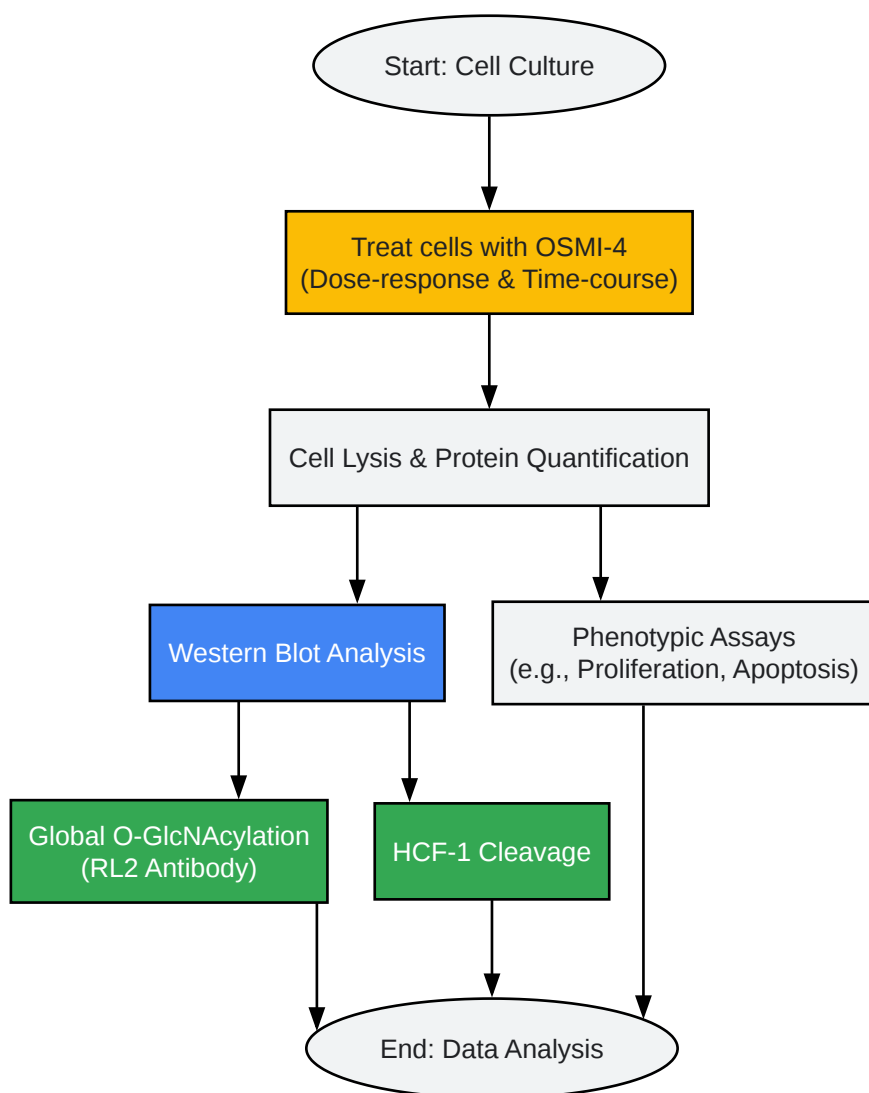 Start: Cell Culture
Treat cells with OSMI-4
(Dose-response & Time-course)
Cell Lysis & Protein Quantification
Western Blot Analysis
Phenotypic Assays
(e.g., Proliferation, Apoptosis)
Global O-GlcNAcylation
(RL2 Antibody)
HCF-1 Cleavage
End: Data Analysis